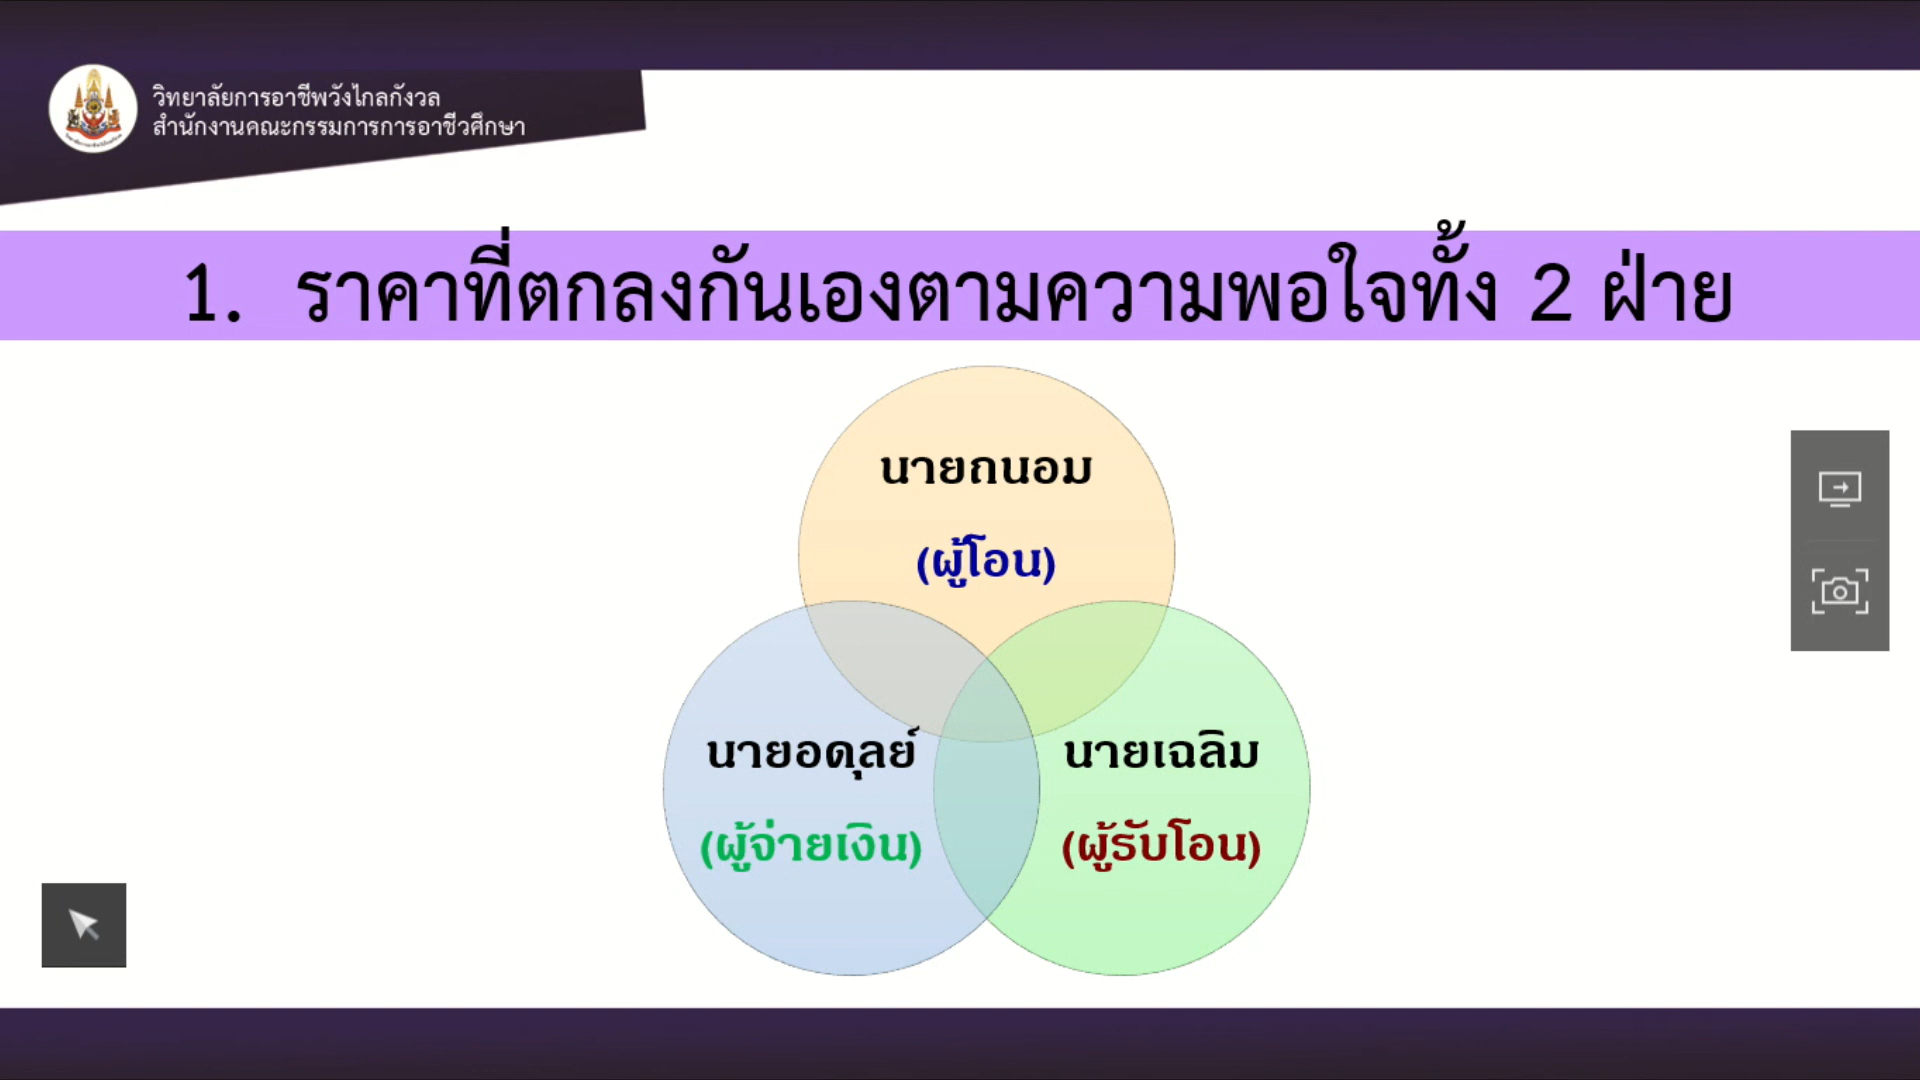 วิทยาลัยการอาชีพวังไกลกังวล
สำนักงานคณะกรรมการการอาชีวศึกษา
1. ราคาที่ตกลงกันเองตามความพอใจทั้ง 2 ฝ่าย
นายถนอม
(ผู้โอน)
นายอดุลย์
(ผู้จ่ายเงิน)
นายเฉลิม
(ผู้รับโอน)